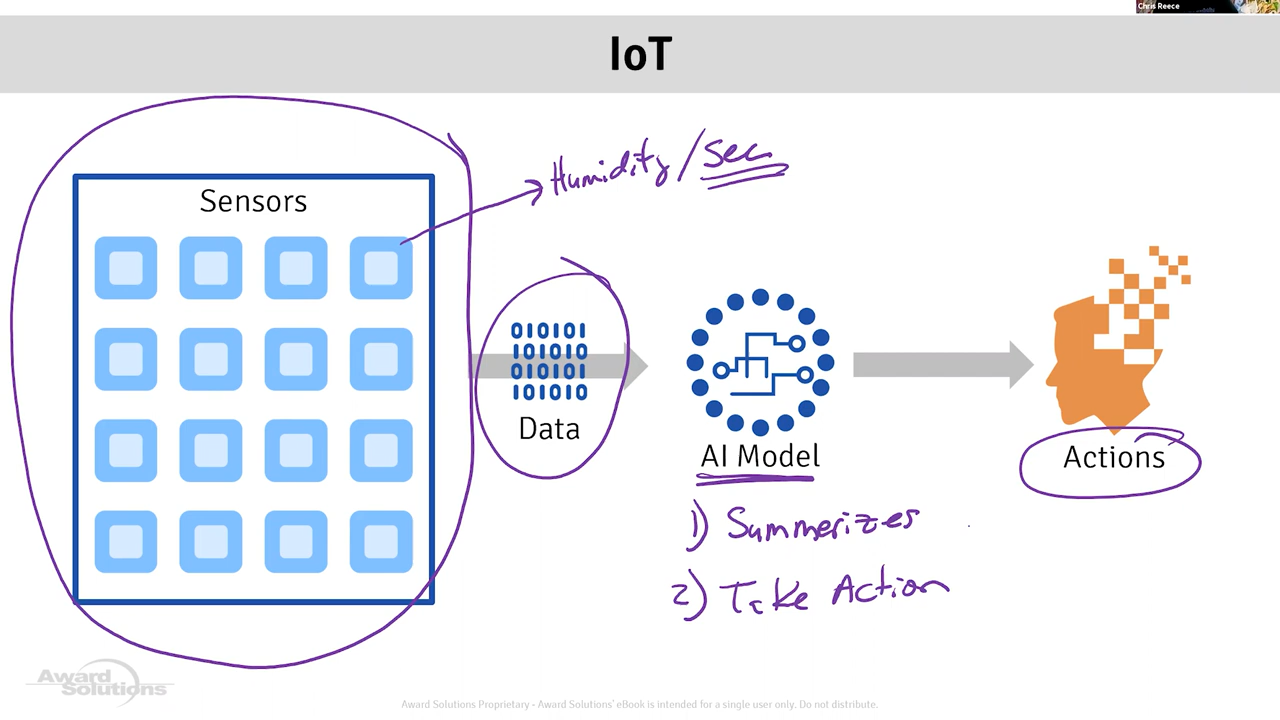 Chris Reece
IoT
Humidity/sec
Sensors
010101
101010
010101
101010
Data
AI Model
Actions
1) Summerizes
2) Take Action
Award
Solutions
Award Solutions Proprietary - Award Solutions' eBook is intended for a single user only. Do not distribute.